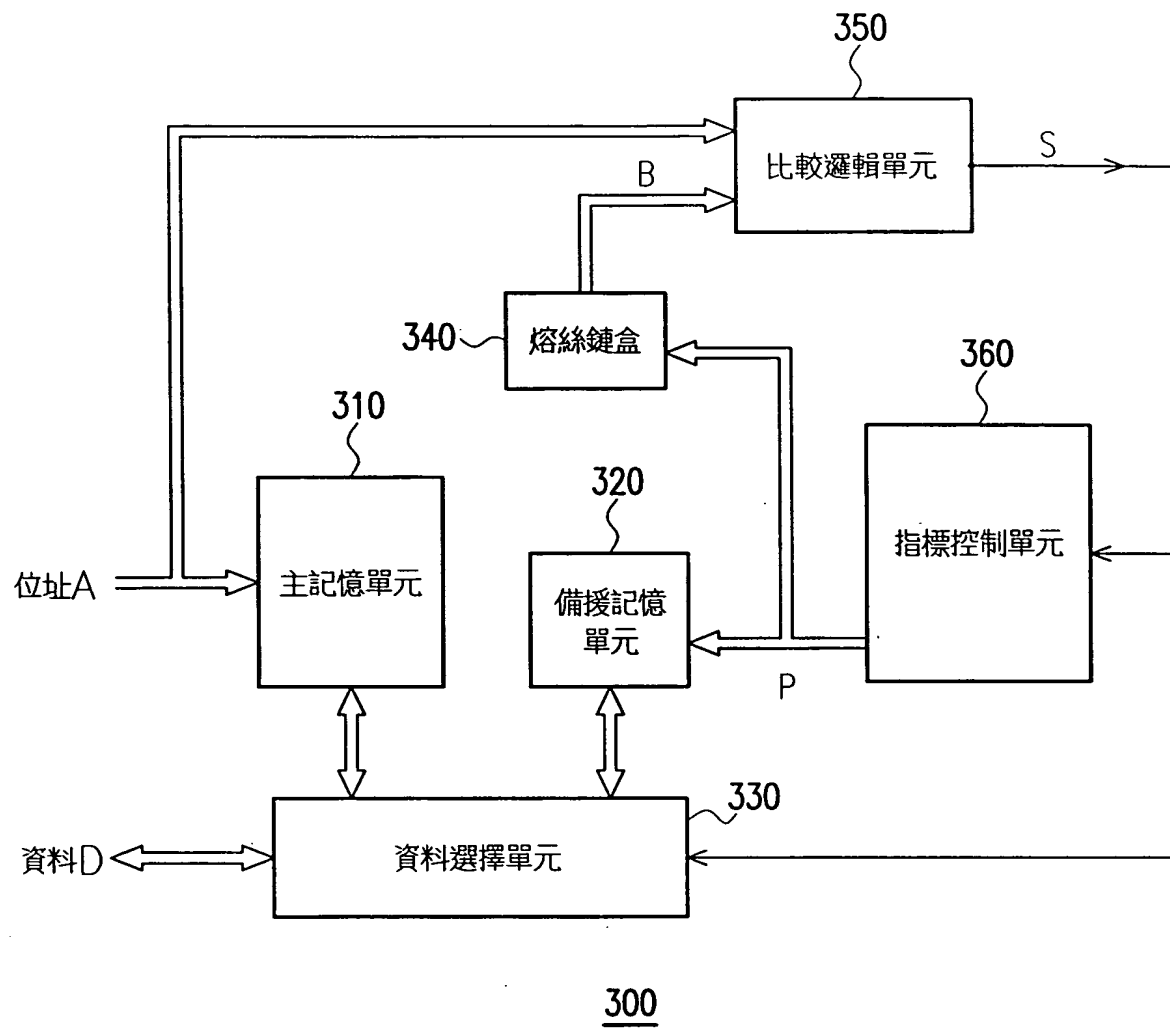 350
比較邏輯單元
S
B
340
熔絲鏈盒
360
310
320
指標控制單元
位址A
主記憶單元
備援記憶
單元
P
330
資料D
資料選擇單元
300